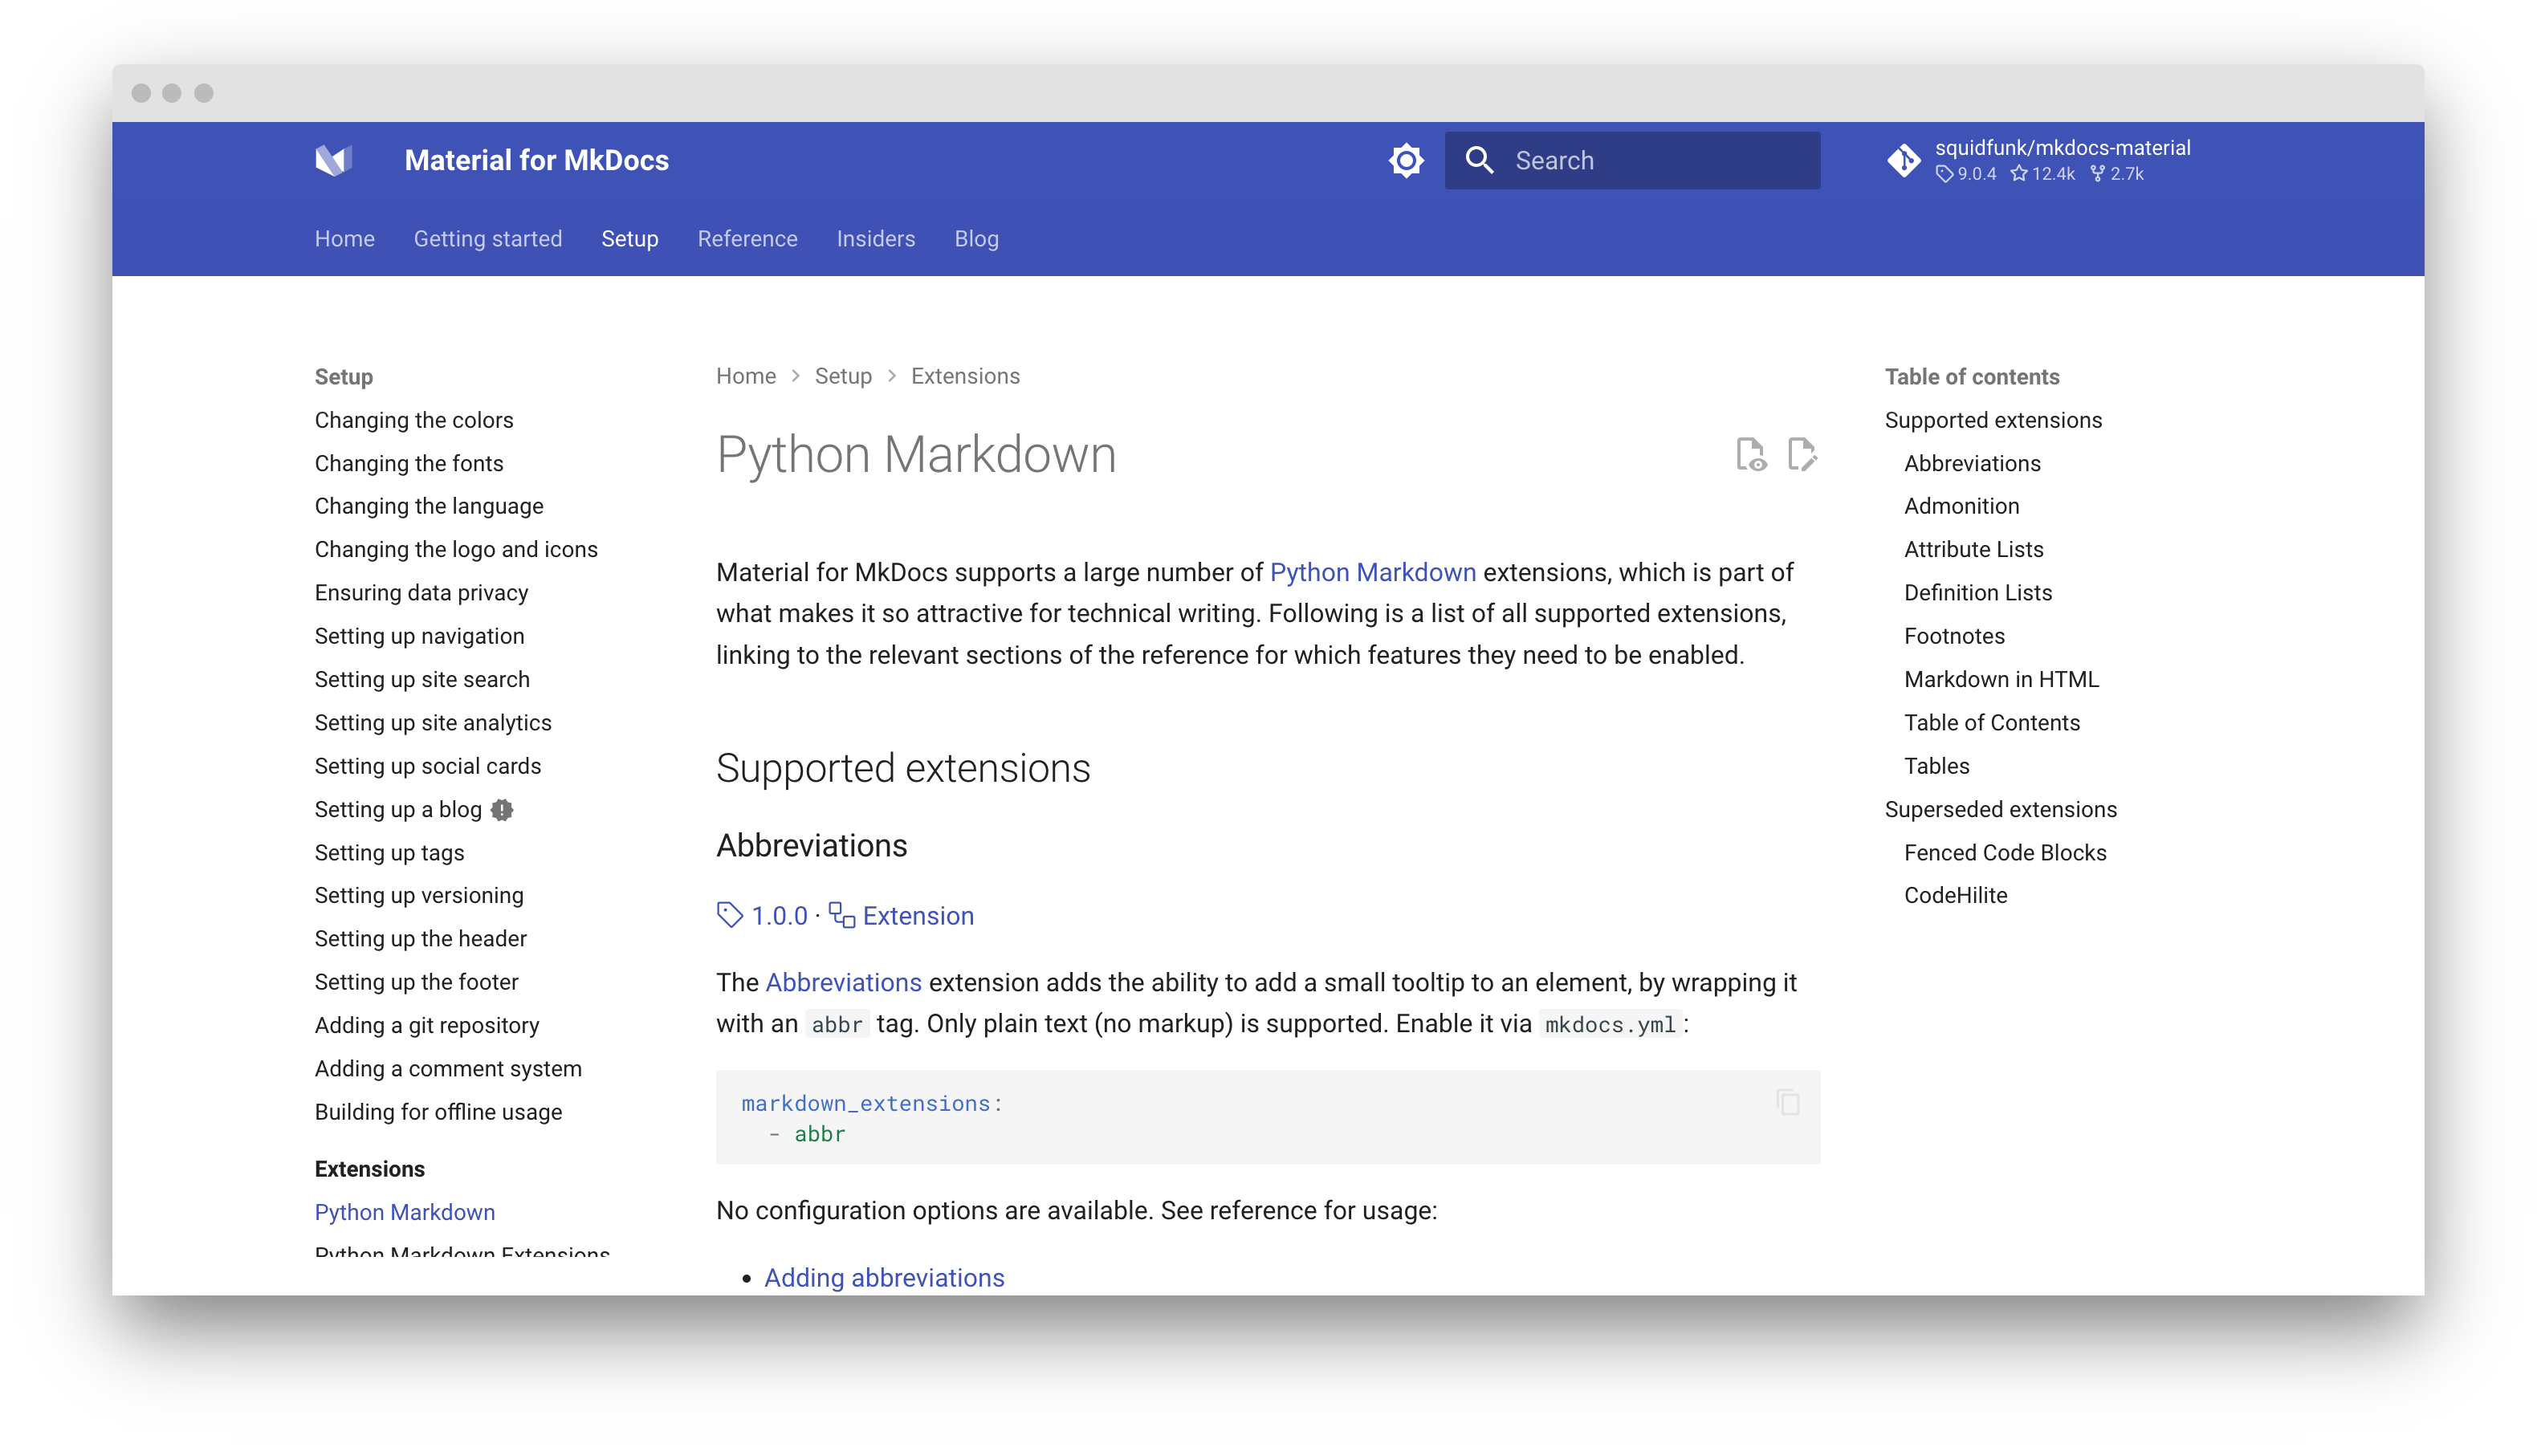 Material for MkDocs
Search
squidfunk/mkdocs-material
9.0.4 12.4k 2.7k
Home Getting started Setup Reference Insiders Blog
Setup
Changing the colors
Changing the fonts
Changing the language
Changing the logo and icons
Ensuring data privacy
Setting up navigation
Setting up site search
Setting up site analytics
Setting up social cards
Setting up a blog
Setting up tags
Setting up versioning
Setting up the header
Setting up the footer
Adding a git repository
Adding a comment system
Building for offline usage
Extensions
Python Markdown
Python Markdown Extensions
Home > Setup > Extensions
Python Markdown
Material for MkDocs supports a large number of Python Markdown extensions, which is part of
what makes it so attractive for technical writing. Following is a list of all supported extensions,
linking to the relevant sections of the reference for which features they need to be enabled.
Supported extensions
Abbreviations
1.0.0 · Extension
The Abbreviations extension adds the ability to add a small tooltip to an element, by wrapping it
with an abbr tag. Only plain text (no markup) is supported. Enable it via mkdocs.yml:
markdown_extensions:
  - abbr
No configuration options are available. See reference for usage:
• Adding abbreviations
Table of contents
Supported extensions
Abbreviations
Admonition
Attribute Lists
Definition Lists
Footnotes
Markdown in HTML
Table of Contents
Tables
Superseded extensions
Fenced Code Blocks
CodeHilite